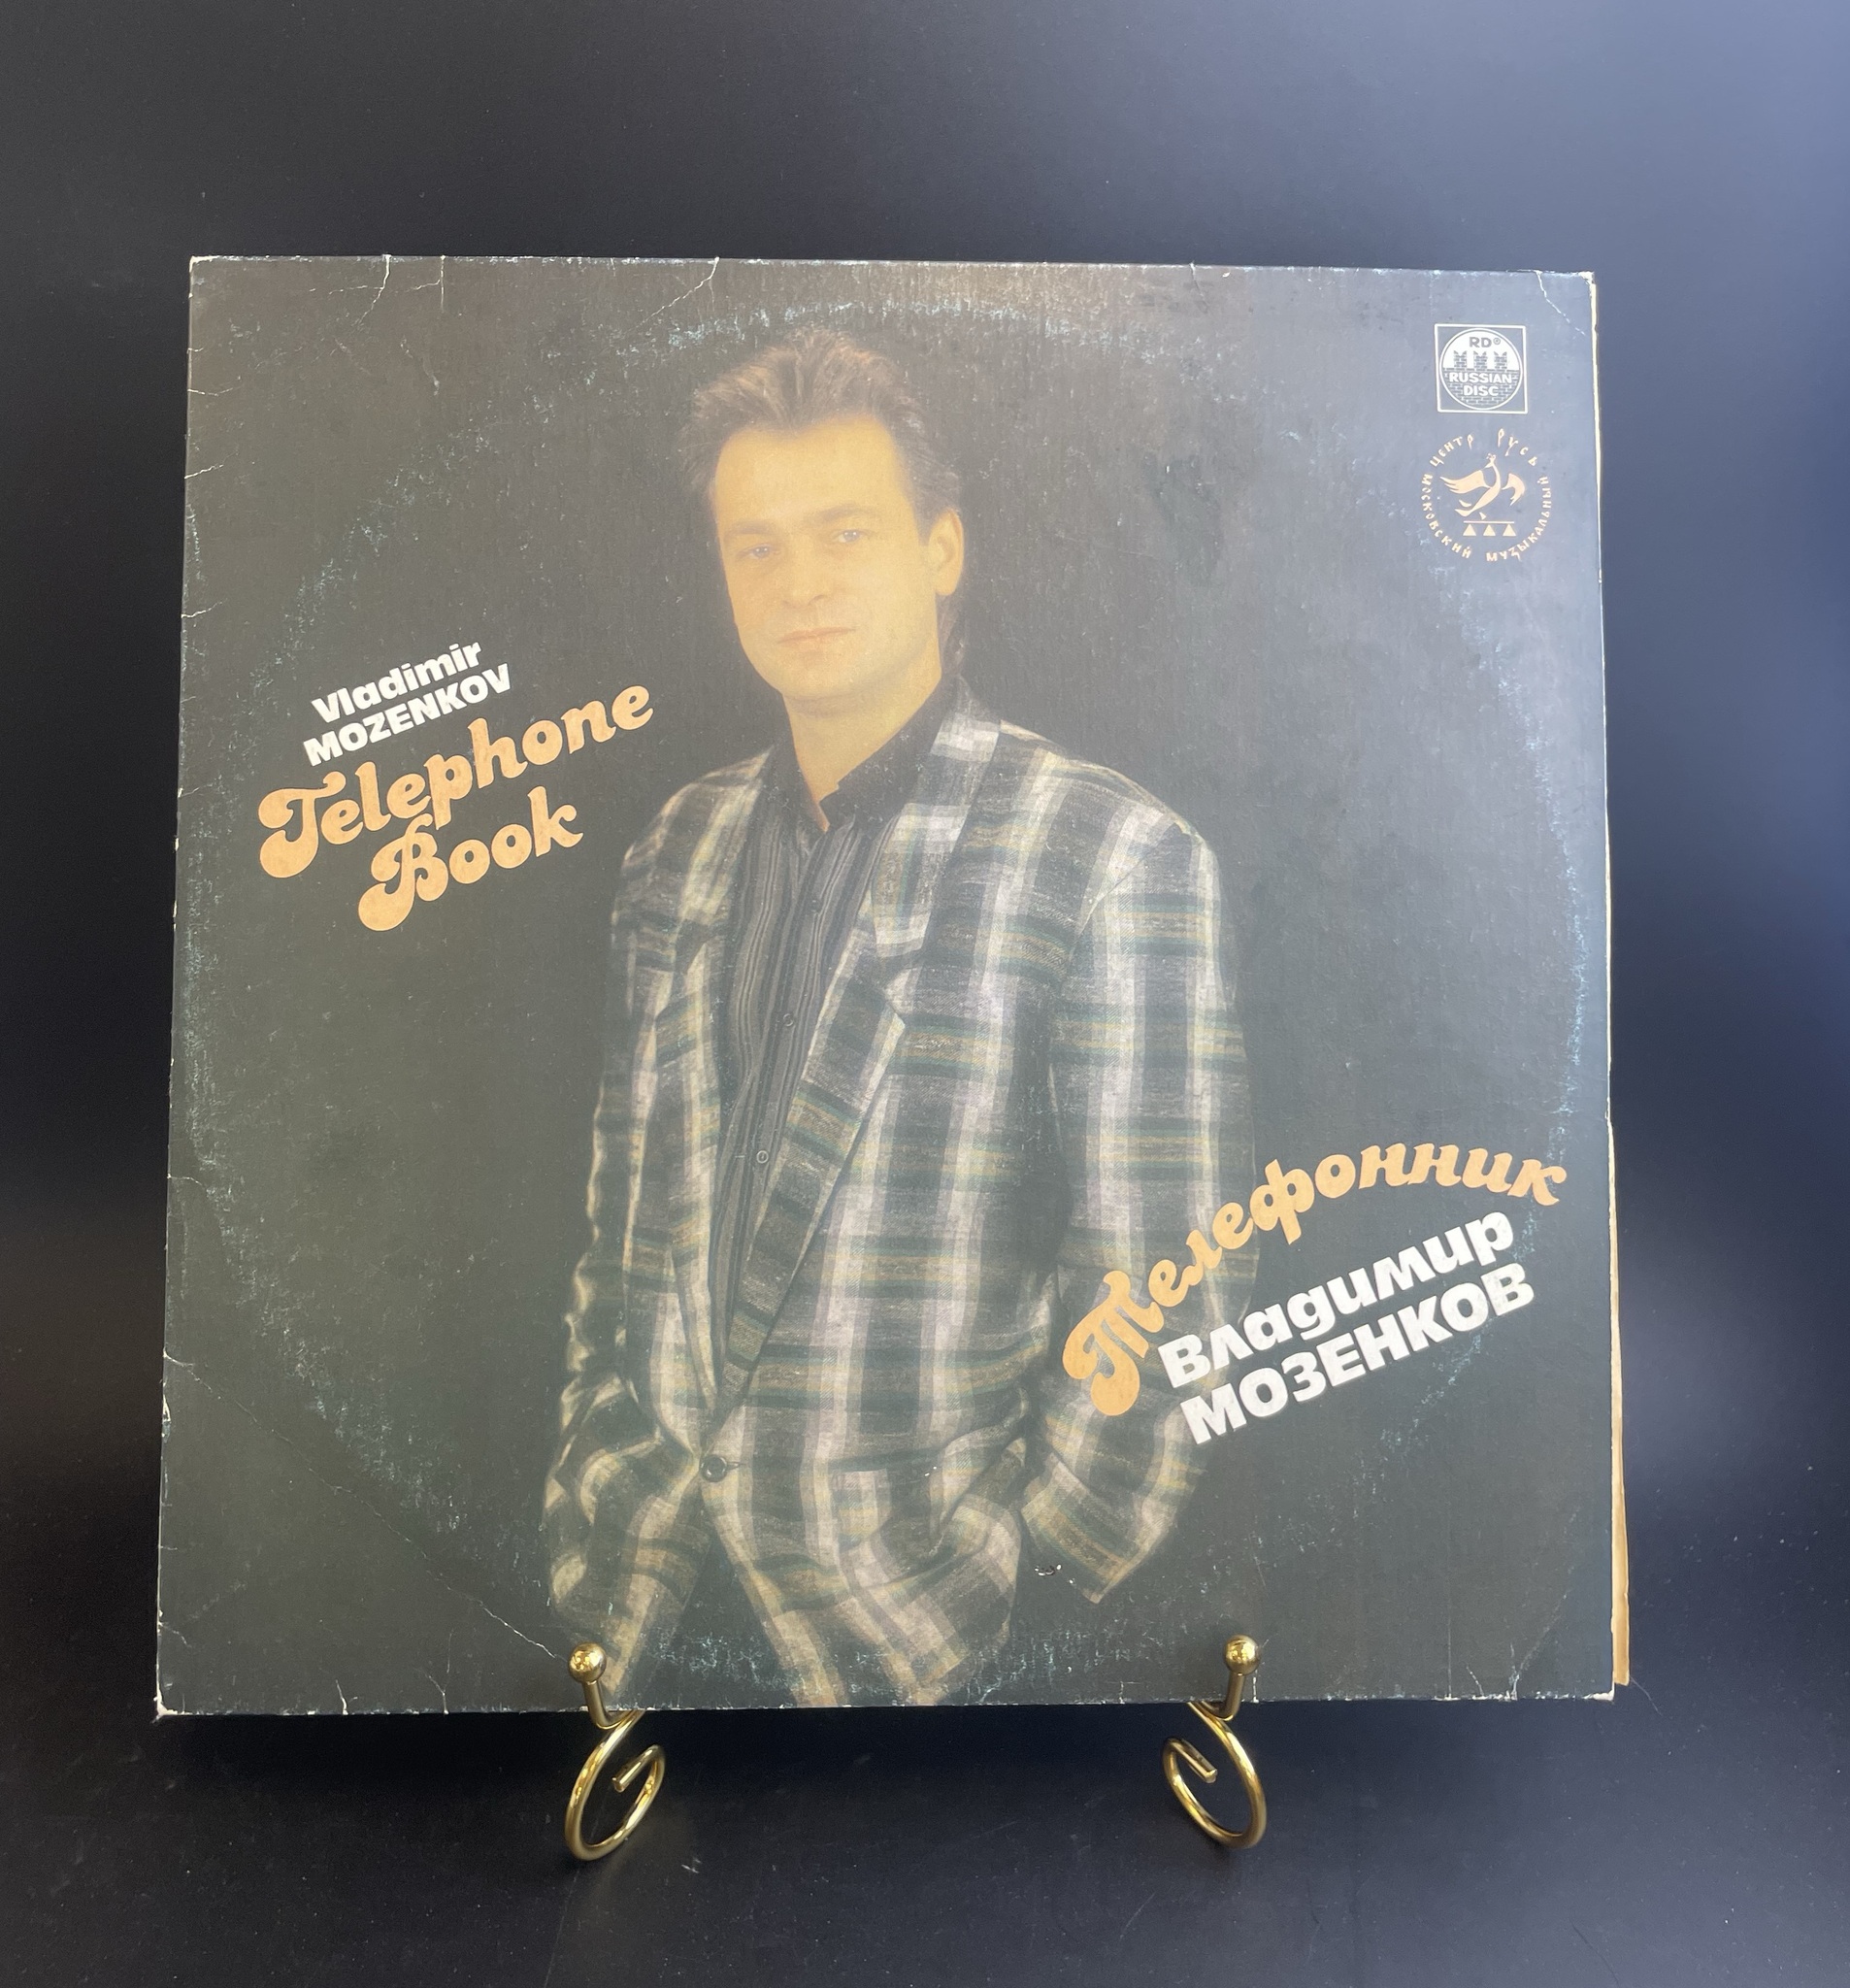 RD®
RUSSIAN
DISC
ЦЕНТР РУСЬ
МОСКОВСКИЙ МУЗЫКАЛЬНЫЙ
Vladimir
MOZENKOV
Telephone
Book
Телефонник
Владимир
МОЗЕНКОВ